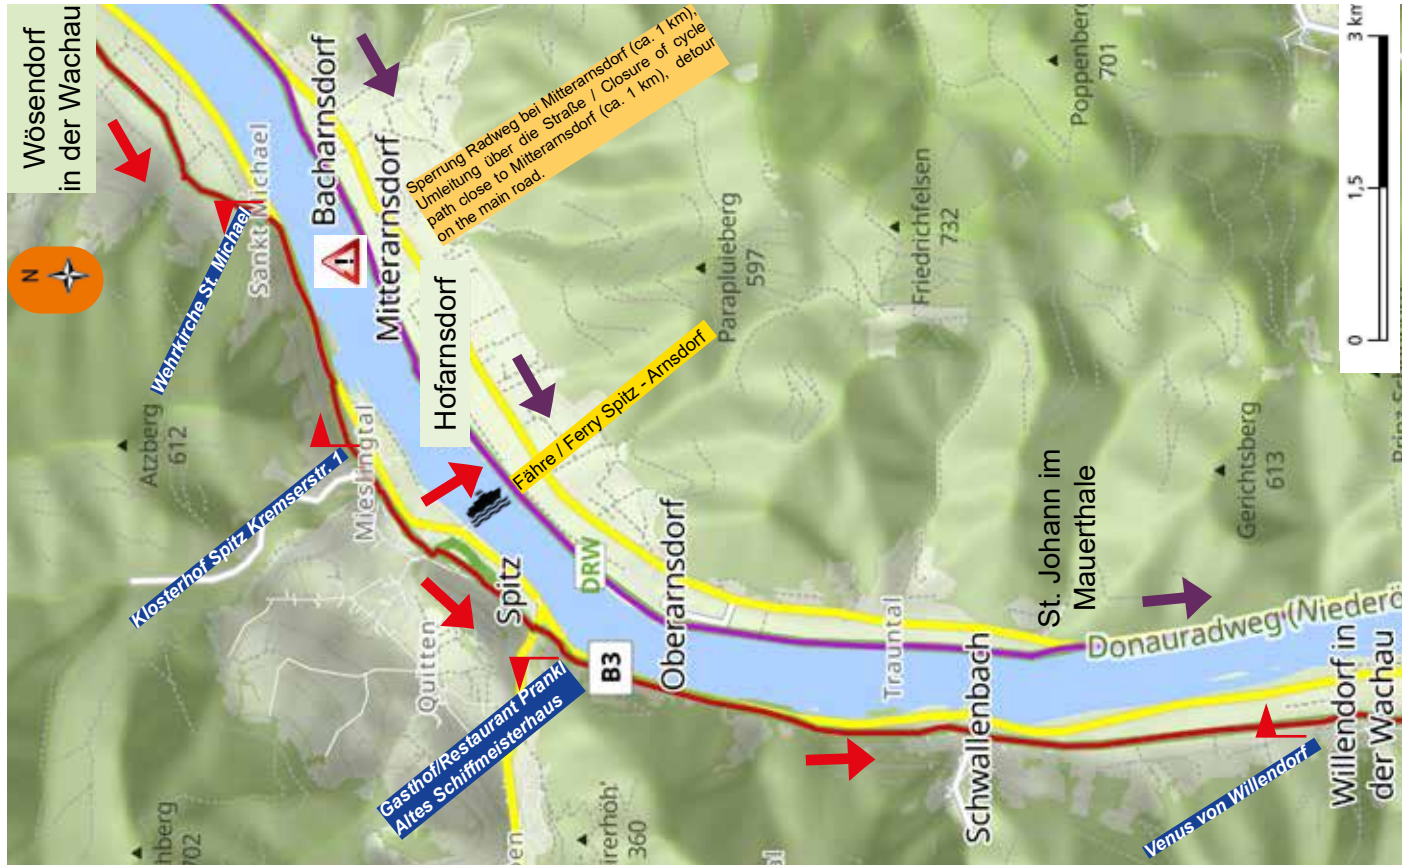 Wösendorf
in der Wachau
N
Wehrkirche St. Michael
Sankt Michael
Bacharnsdorf
Mitterarnsdorf
Sperrung Radweg bei Mitterarnsdorf (ca. 1 km),
Umleitung über die Straße / Closure of cycle
path close to Mitterarnsdorf (ca. 1 km), detour
on the main road.
Hofarnsdorf
Poppenberg
701
3 km
1,5
0
Friedrichfelsen
732
Parapluieberg
597
Atzberg
612
Klosterhof Spitz Kremserstr. 1
Mieslingtal
Fähre / Ferry Spitz - Arnsdorf
Spitz
DRW
Oberarnsdorf
Quitten
B3
Gasthof/Restaurant Prankl
Altes Schiffmeisterhaus
Trauntal
St. Johann im
Mauerthale
Gerichtsberg
613
Donauradweg (Niederö
Schwallenbach
Willendorf in
der Wachau
Venus von Willendorf
hberg
702
irerhöh'
360